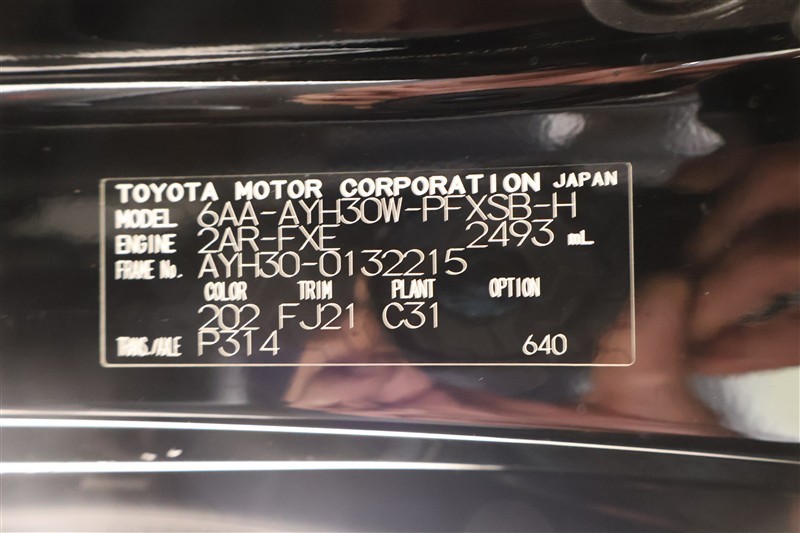 TOYOTA MOTOR CORPORATION JAPAN
MODEL 6AA-AYH30W-PFXSB-H
ENGINE 2AR-FXE 2493 mL
FRAME No. AYH30-0132215
COLOR TRIM PLANT OPTION
202 FJ21 C31
TRANS./AXLE P314 640